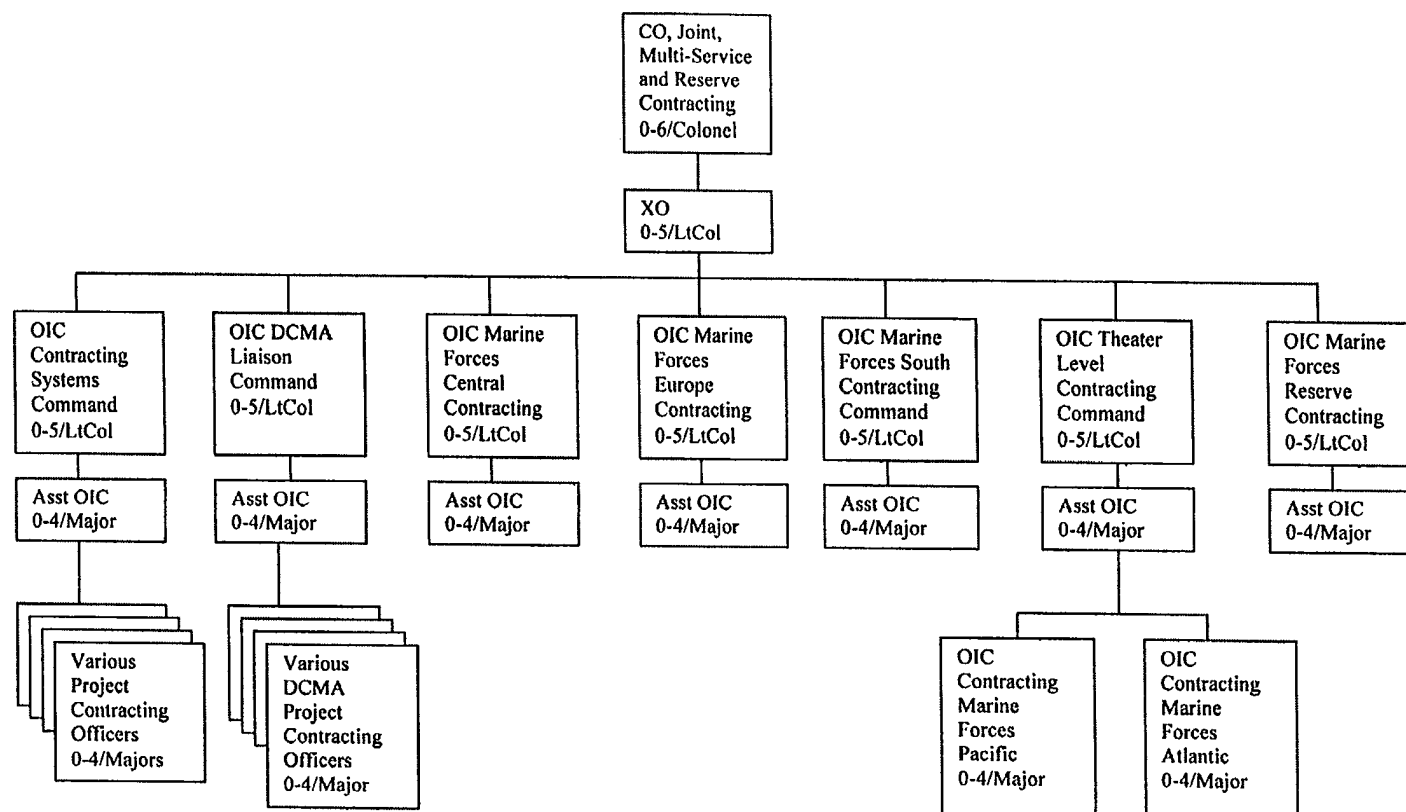 CO, Joint,
Multi-Service
and Reserve
Contracting
0-6/Colonel
XO
0-5/LtCol
OIC
Contracting
Systems
Command
0-5/LtCol
OIC DCMA
Liaison
Command
0-5/LtCol
OIC Marine
Forces
Central
Contracting
0-5/LtCol
OIC Marine
Forces
Europe
Contracting
0-5/LtCol
OIC Marine
Forces South
Contracting
Command
0-5/LtCol
OIC Theater
Level
Contracting
Command
0-5/LtCol
OIC Marine
Forces
Reserve
Contracting
0-5/LtCol
Asst OIC
0-4/Major
Asst OIC
0-4/Major
Asst OIC
0-4/Major
Asst OIC
0-4/Major
Asst OIC
0-4/Major
Asst OIC
0-4/Major
Asst OIC
0-4/Major
Various
Project
Contracting
Officers
0-4/Majors
Various
DCMA
Project
Contracting
Officers
0-4/Major
OIC
Contracting
Marine
Forces
Pacific
0-4/Major
OIC
Contracting
Marine
Forces
Atlantic
0-4/Major